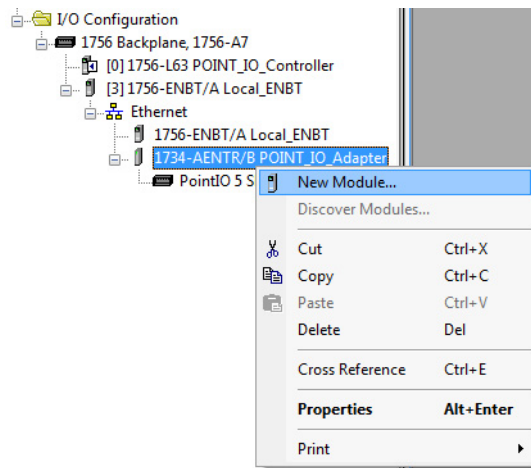 I/O Configuration
1756 Backplane, 1756-A7
[0] 1756-L63 POINT_IO_Controller
[3] 1756-ENBT/A Local_ENBT
Ethernet
1756-ENBT/A Local_ENBT
1734-AENTR/B POINT_IO_Adapter
PointIO 5 S
New Module...
Discover Modules...
Cut Ctrl+X
Copy Ctrl+C
Paste Ctrl+V
Delete Del
Cross Reference Ctrl+E
Properties Alt+Enter
Print